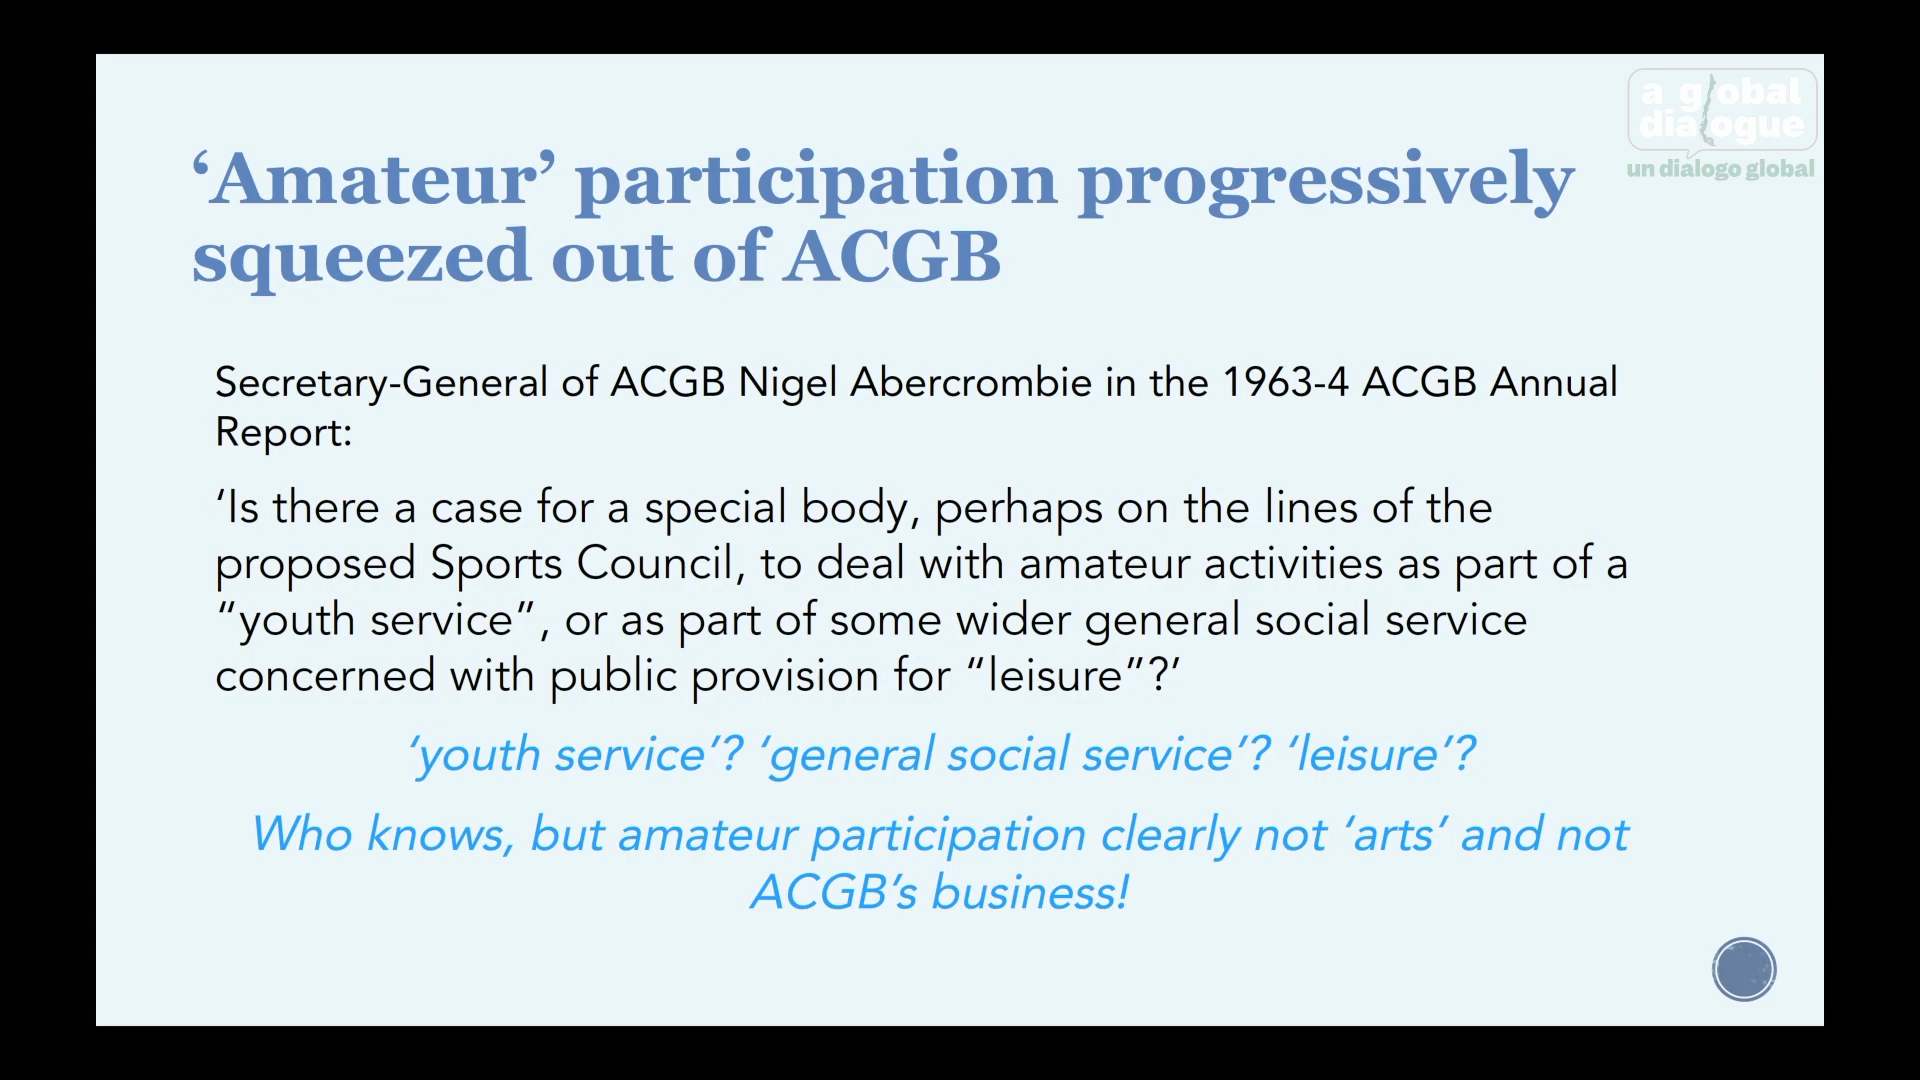 a global
dialogue
un dialogo global
‘Amateur’ participation progressively
squeezed out of ACGB
Secretary-General of ACGB Nigel Abercrombie in the 1963-4 ACGB Annual
Report:
‘Is there a case for a special body, perhaps on the lines of the
proposed Sports Council, to deal with amateur activities as part of a
“youth service”, or as part of some wider general social service
concerned with public provision for “leisure”?’
‘youth service’? ‘general social service’? ‘leisure’?
Who knows, but amateur participation clearly not ‘arts’ and not
ACGB’s business!